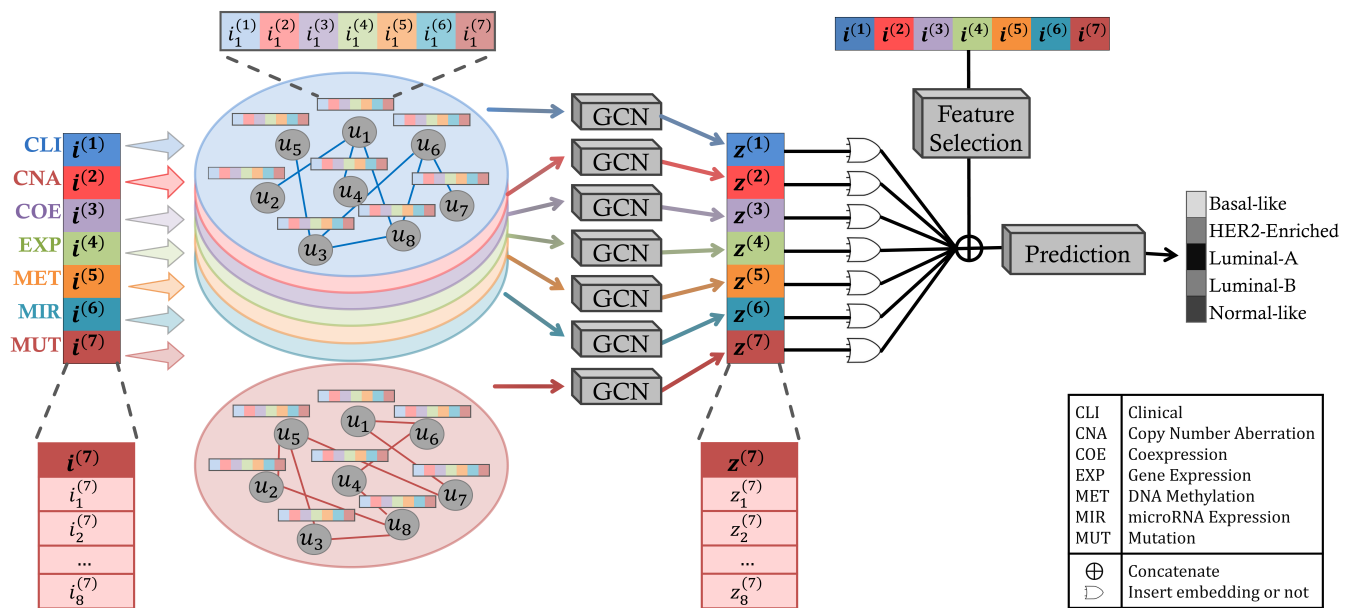 i₁⁽¹⁾ i₁⁽²⁾ i₁⁽³⁾ i₁⁽⁴⁾ i₁⁽⁵⁾ i₁⁽⁶⁾ i₁⁽⁷⁾
i⁽¹⁾ i⁽²⁾ i⁽³⁾ i⁽⁴⁾ i⁽⁵⁾ i⁽⁶⁾ i⁽⁷⁾
CLI i⁽¹⁾
CNA i⁽²⁾
COE i⁽³⁾
EXP i⁽⁴⁾
MET i⁽⁵⁾
MIR i⁽⁶⁾
MUT i⁽⁷⁾
u₁
u₅
u₆
u₂
u₄
u₇
u₃
u₈
GCN
GCN
GCN
GCN
GCN
GCN
GCN
z⁽¹⁾
z⁽²⁾
z⁽³⁾
z⁽⁴⁾
z⁽⁵⁾
z⁽⁶⁾
z⁽⁷⁾
Feature
Selection
Prediction
Basal-like
HER2-Enriched
Luminal-A
Luminal-B
Normal-like
i⁽⁷⁾
i₁⁽⁷⁾
i₂⁽⁷⁾
...
i₈⁽⁷⁾
u₁
u₅
u₆
u₂
u₄
u₇
u₃
u₈
z⁽⁷⁾
z₁⁽⁷⁾
z₂⁽⁷⁾
...
z₈⁽⁷⁾
CLI Clinical
CNA Copy Number Aberration
COE Coexpression
EXP Gene Expression
MET DNA Methylation
MIR microRNA Expression
MUT Mutation
⊕ Concatenate
Insert embedding or not